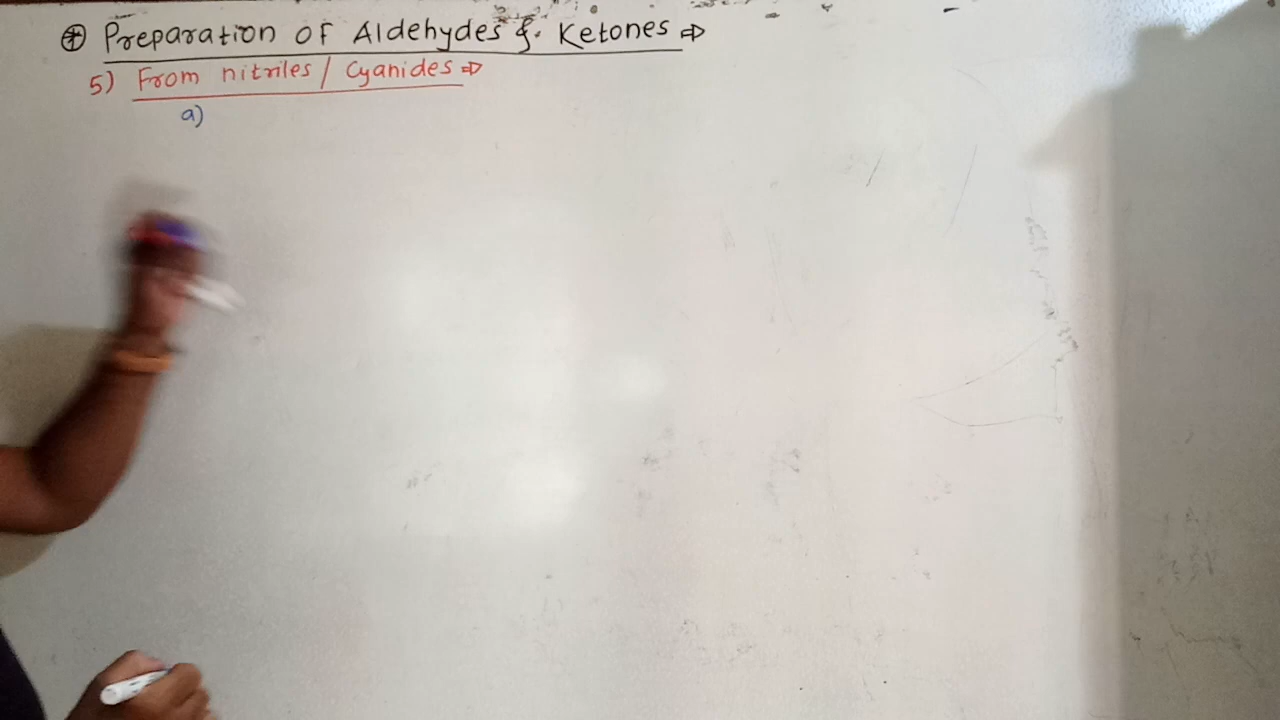 ⊕ Preparation of Aldehydes & Ketones ⇒
5) From nitriles / Cyanides ⇒
a)